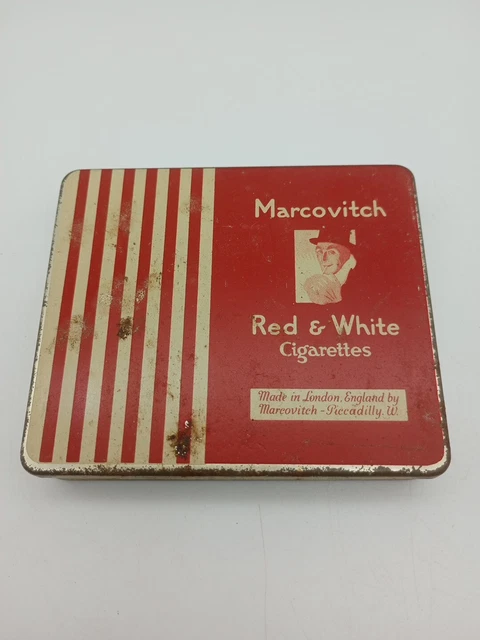 Marcovitch
Red & White
Cigarettes
Made in London, England by
Marcovitch - Piccadilly. W.